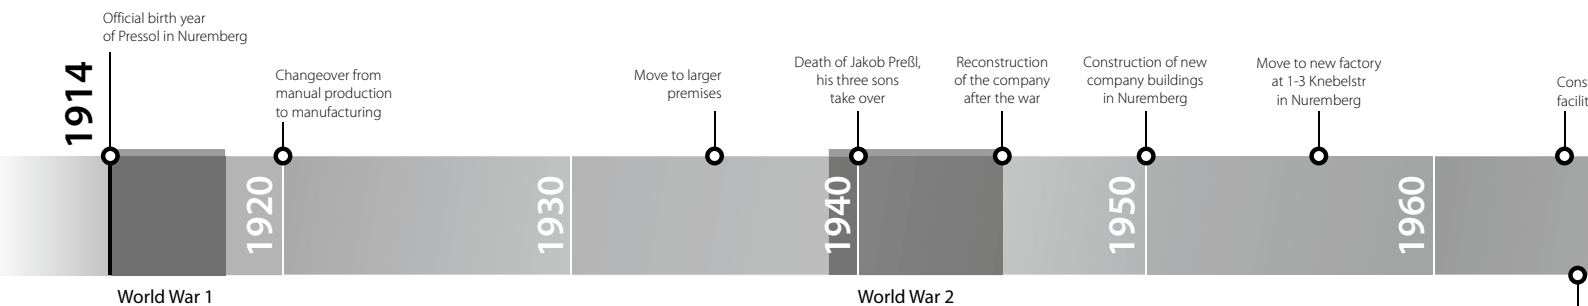 Official birth year
of Pressol in Nuremberg
1914
Changeover from
manual production
to manufacturing
Move to larger
premises
Death of Jakob Preßl,
his three sons
take over
Reconstruction
of the company
after the war
Construction of new
company buildings
in Nuremberg
Move to new factory
at 1-3 Knebelstr
in Nuremberg
Cons
facilit
1920
1930
1940
1950
1960
World War 1
World War 2